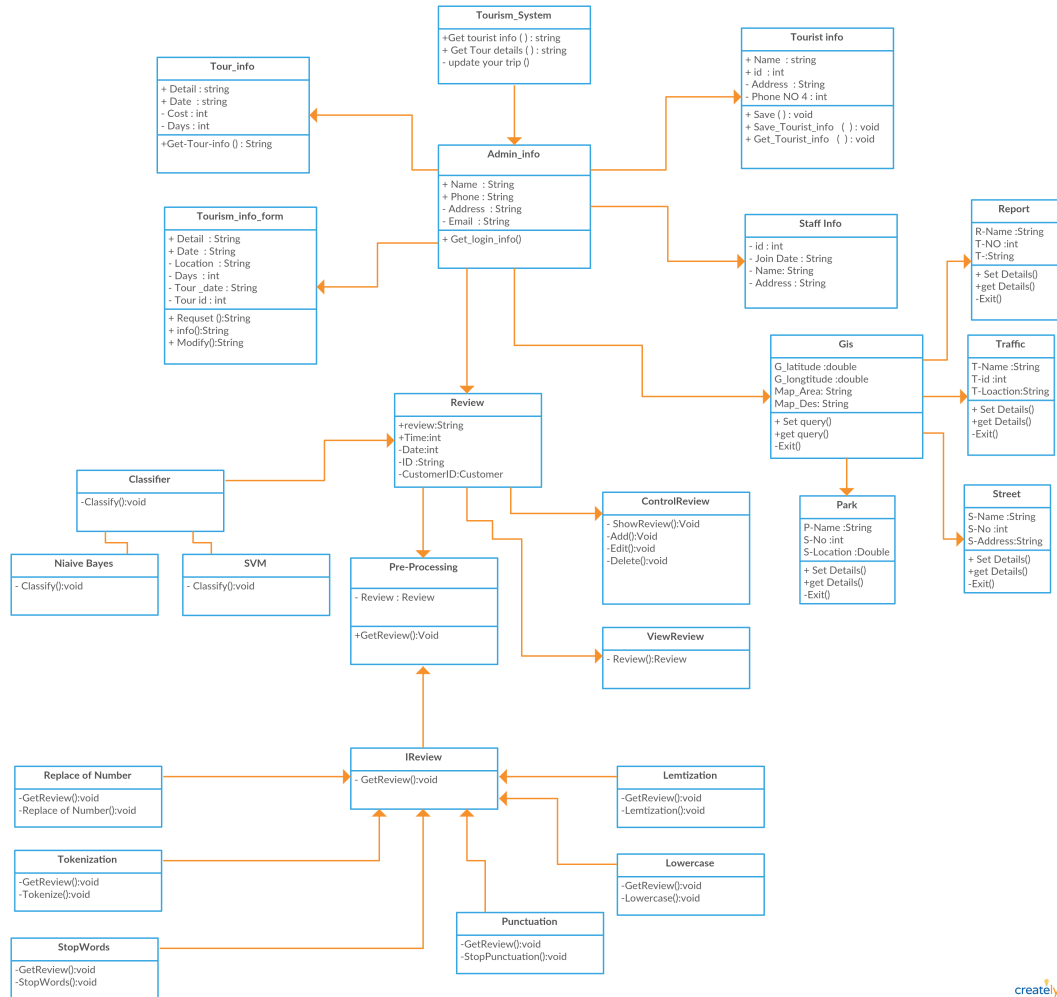 Tourism_System
+Get tourist info ( ) : string
+ Get Tour details ( ) : string
- update your trip ()
Tour_info
+ Detail : string
+ Date : string
- Cost : int
- Days : int
+Get-Tour-info () : String
Tourist info
+ Name : string
+ id : int
- Address : String
- Phone NO 4 : int
+ Save ( ) : void
+ Save_Tourist_info ( ) : void
+ Get_Tourist_info ( ) : void
Admin_info
+ Name : String
+ Phone : String
- Address : String
- Email : String
+ Get_login_info()
Tourism_info_form
+ Detail : String
+ Date : String
- Location : String
- Days : int
- Tour _date : String
- Tour id : int
+ Requset ():String
+ info():String
+ Modify():String
Staff Info
- id : int
- Join Date : String
- Name: String
- Address : String
Report
R-Name :String
T-NO :int
T-:String
+ Set Details()
+get Details()
-Exit()
Gis
G_latitude :double
G_longtitude :double
Map_Area: String
Map_Des: String
+ Set query()
+get query()
-Exit()
Traffic
T-Name :String
T-id :int
T-Loaction:String
+ Set Details()
+get Details()
-Exit()
Review
+review:String
+Time:int
-Date:int
-ID :String
-CustomerID:Customer
Classifier
-Classify():void
Niaive Bayes
- Classify():void
SVM
- Classify():void
Pre-Processing
- Review : Review
+GetReview():Void
ControlReview
- ShowReview():Void
-Add():Void
-Edit():void
-Delete():void
ViewReview
- Review():Review
Park
P-Name :String
S-No :int
S-Location :Double
+ Set Details()
+get Details()
-Exit()
Street
S-Name :String
S-No :int
S-Address:String
+ Set Details()
+get Details()
-Exit()
IReview
- GetReview():void
Replace of Number
-GetReview():void
-Replace of Number():void
Lemtization
-GetReview():void
-Lemtization():void
Tokenization
-GetReview():void
-Tokenize():void
Lowercase
-GetReview():void
-Lowercase():void
StopWords
-GetReview():void
-StopWords():void
Punctuation
-GetReview():void
-StopPunctuation():void
creately